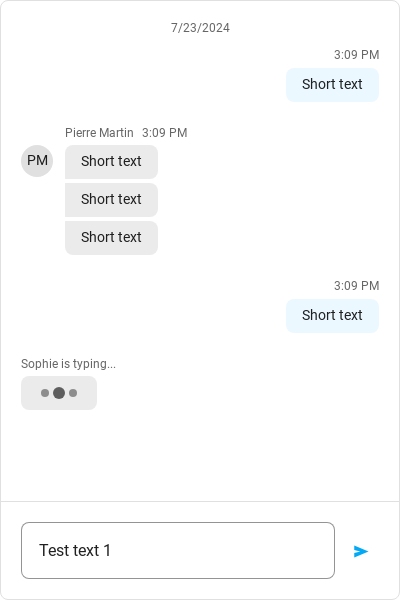 7/23/2024
3:09 PM
Short text
Pierre Martin 3:09 PM
PM
Short text
Short text
Short text
3:09 PM
Short text
Sophie is typing...
Test text 1